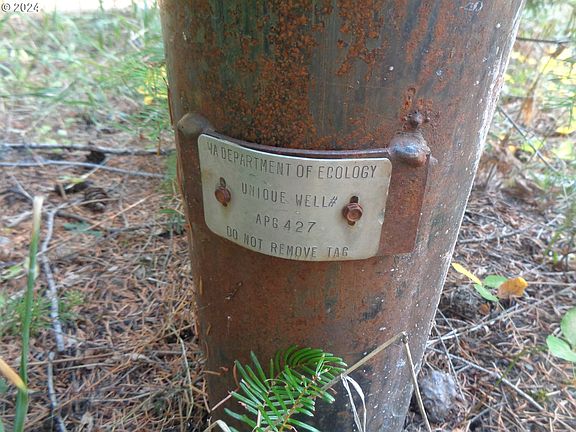 © 2024
WA DEPARTMENT OF ECOLOGY
UNIQUE WELL#
APG 427
DO NOT REMOVE TAG